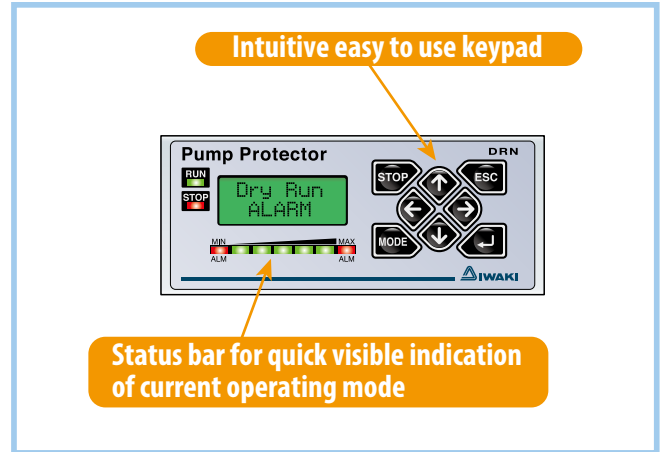 Intuitive easy to use keypad
Pump Protector
DRN
RUN
STOP
Dry Run
ALARM
STOP
ESC
MODE
MIN
MAX
ALM
ALM
IWAKI
Status bar for quick visible indication
of current operating mode